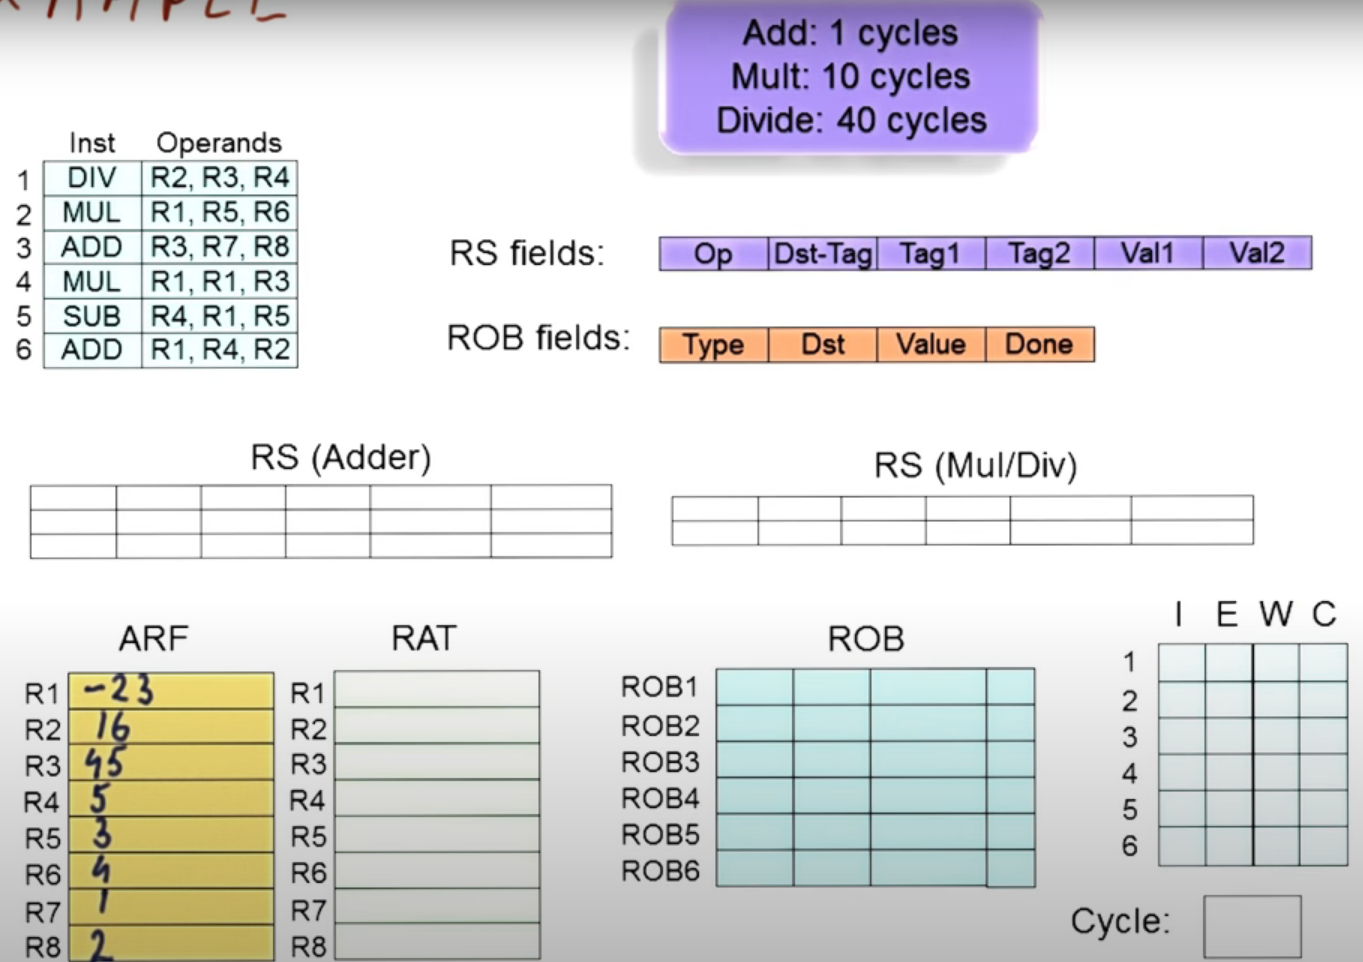 Add: 1 cycles
Mult: 10 cycles
Divide: 40 cycles
Inst Operands
1 DIV R2, R3, R4
2 MUL R1, R5, R6
3 ADD R3, R7, R8
4 MUL R1, R1, R3
5 SUB R4, R1, R5
6 ADD R1, R4, R2
RS fields: Op Dst-Tag Tag1 Tag2 Val1 Val2
ROB fields: Type Dst Value Done
RS (Adder)
RS (Mul/Div)
ARF
R1 -23
R2 16
R3 45
R4 5
R5 3
R6 4
R7 1
R8 2
RAT
R1
R2
R3
R4
R5
R6
R7
R8
ROB
ROB1
ROB2
ROB3
ROB4
ROB5
ROB6
I E W C
1
2
3
4
5
6
Cycle: